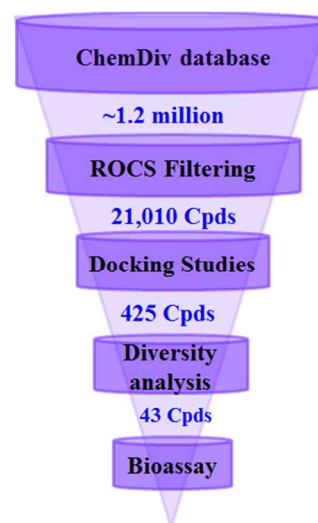 ChemDiv database
~1.2 million
ROCS Filtering
21,010 Cpds
Docking Studies
425 Cpds
Diversity
analysis
43 Cpds
Bioassay